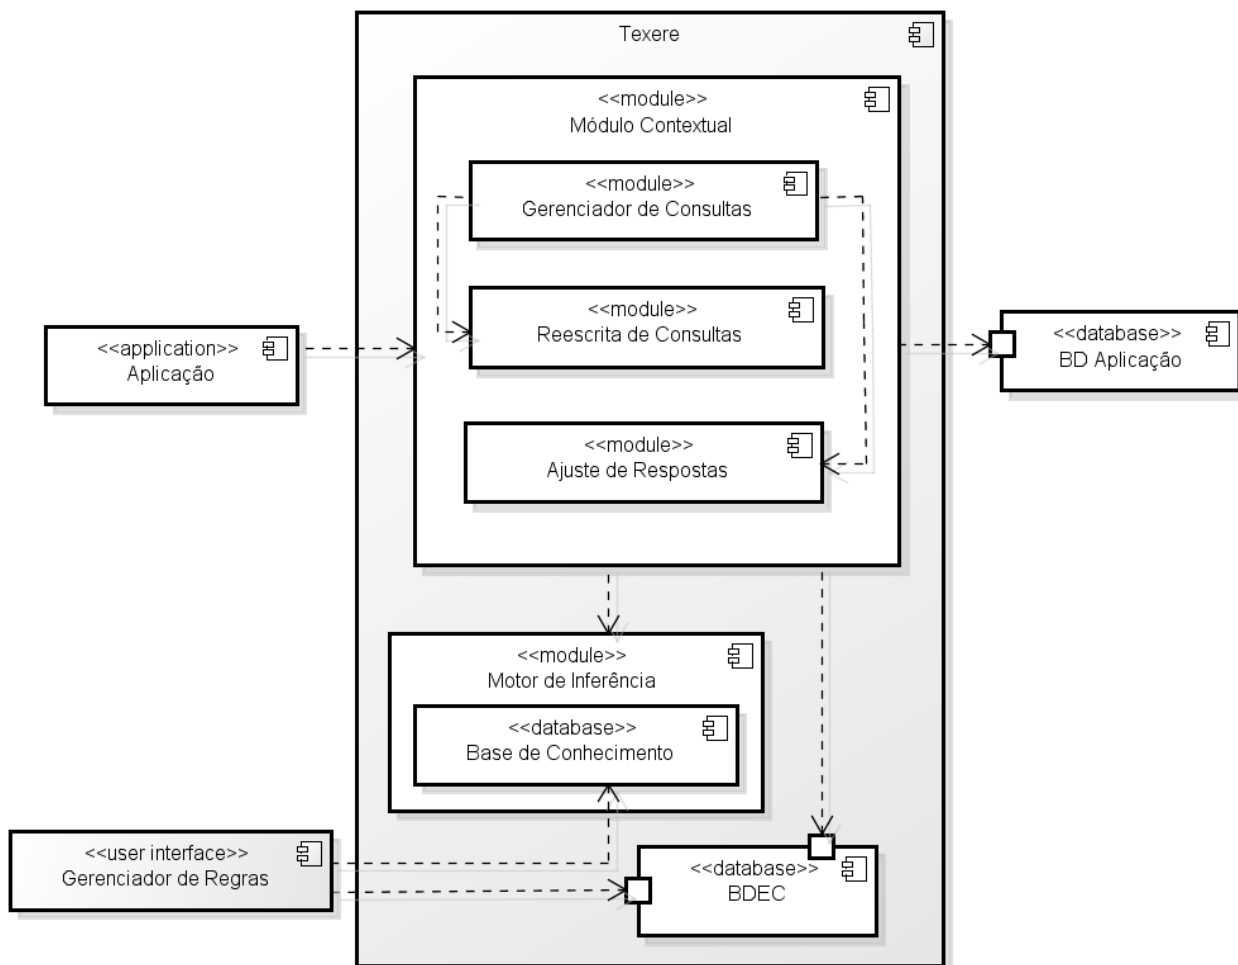 Texere
<<module>>
Módulo Contextual
<<module>>
Gerenciador de Consultas
<<module>>
Reescrita de Consultas
<<module>>
Ajuste de Respostas
<<application>>
Aplicação
<<database>>
BD Aplicação
<<module>>
Motor de Inferência
<<database>>
Base de Conhecimento
<<user interface>>
Gerenciador de Regras
<<database>>
BDEC